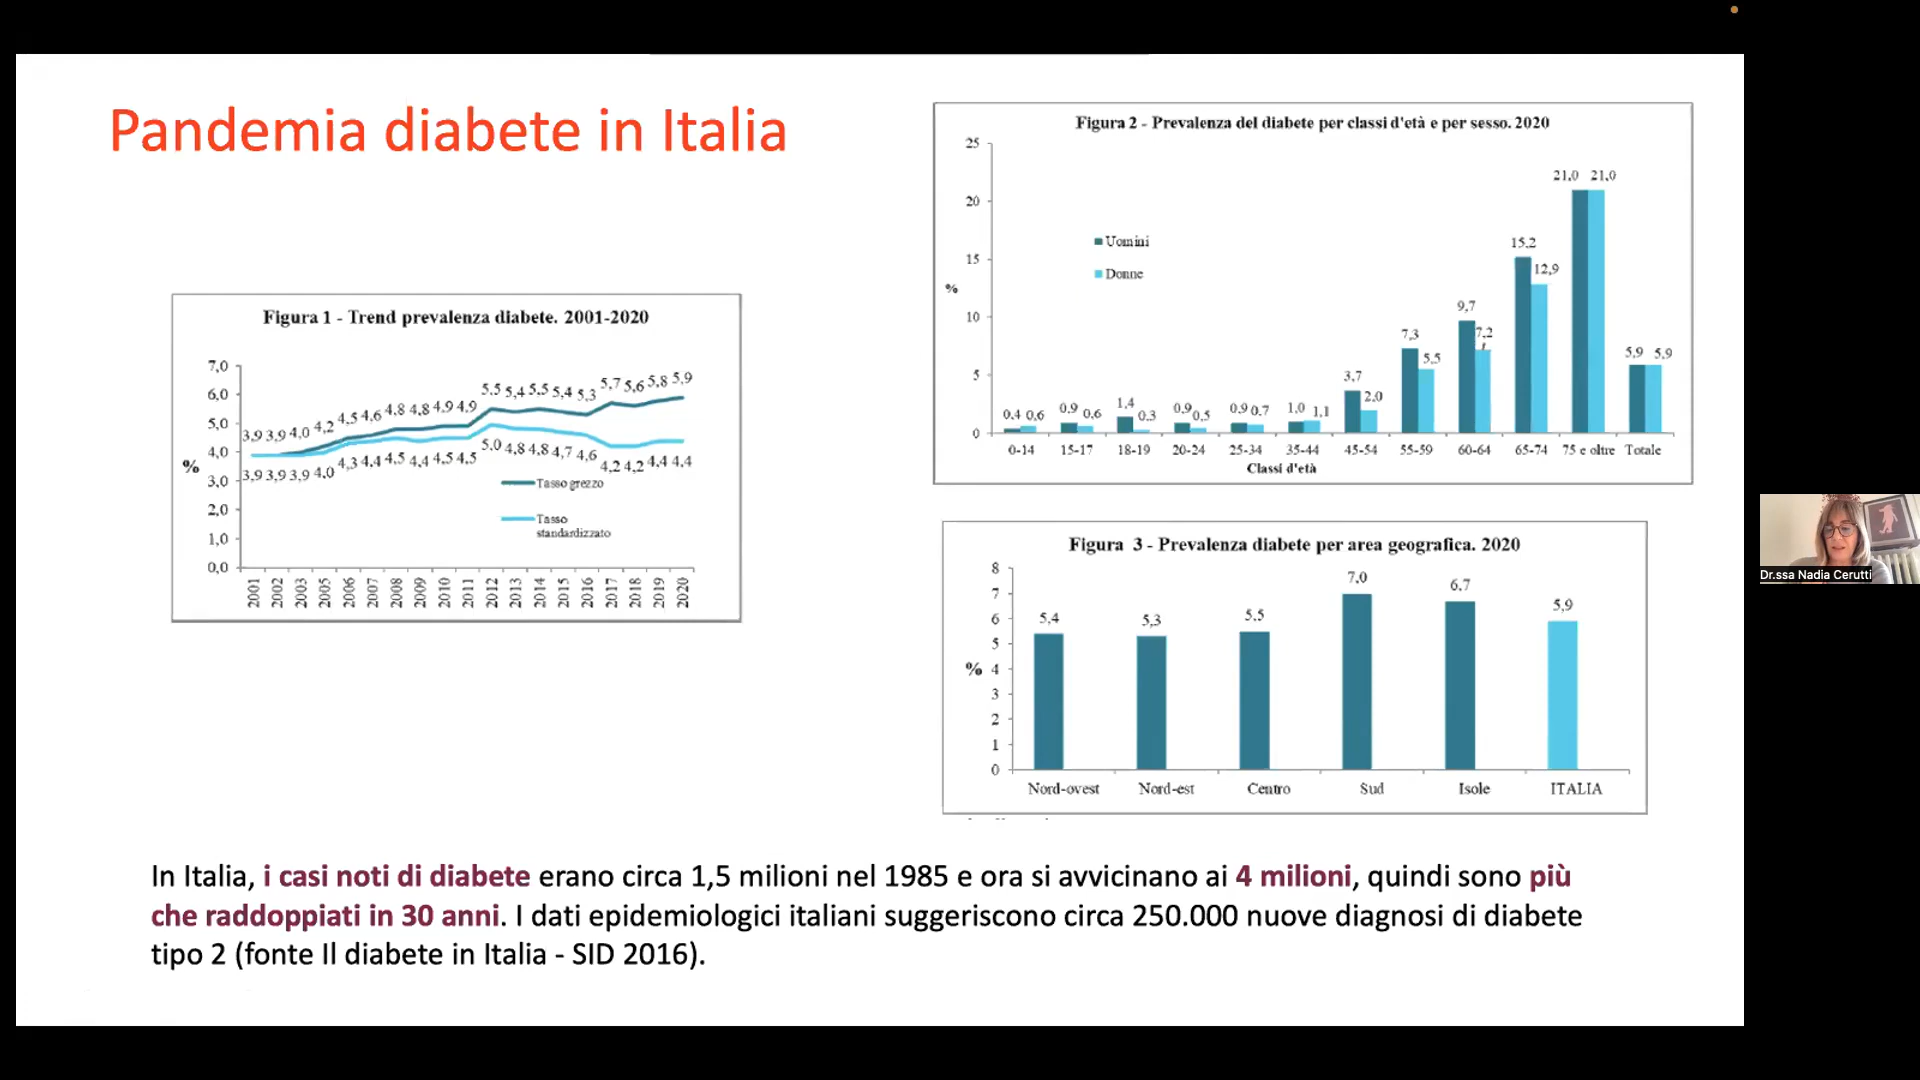 Pandemia diabete in Italia
Figura 1 - Trend prevalenza diabete. 2001-2020
7,0
6,0
5,0
4,0
3,0
2,0
1,0
0,0
%
3,9 3,9 4,0 4,2 4,5 4,6 4,8 4,8 4,9 4,9 5,5 5,4 5,5 5,4 5,3 5,7 5,6 5,8 5,9
3,9 3,9 3,9 4,0 4,3 4,4 4,5 4,4 4,5 4,5 5,0 4,8 4,8 4,7 4,6 4,2 4,2 4,4 4,4
Tasso grezzo
Tasso
standardizzato
2001 2002 2003 2005 2006 2007 2008 2009 2010 2011 2012 2013 2014 2015 2016 2017 2018 2019 2020
Figura 2 - Prevalenza del diabete per classi d'età e per sesso. 2020
25
20
15
10
5
0
%
Uomini
Donne
0,4 0,6 0,9 0,6 1,4 0,3 0,9 0,5 0,9 0,7 1,0 1,1 3,7 2,0 7,3 5,5 9,7 7,2 15,2 12,9 21,0 21,0 5,9 5,9
0-14 15-17 18-19 20-24 25-34 35-44 45-54 55-59 60-64 65-74 75 e oltre Totale
Classi d'età
Figura 3 - Prevalenza diabete per area geografica. 2020
8
7
6
5
4
3
2
1
0
%
5,4 5,3 5,5 7,0 6,7 5,9
Nord-ovest Nord-est Centro Sud Isole ITALIA
In Italia, i casi noti di diabete erano circa 1,5 milioni nel 1985 e ora si avvicinano ai 4 milioni, quindi sono più
che raddoppiati in 30 anni. I dati epidemiologici italiani suggeriscono circa 250.000 nuove diagnosi di diabete
tipo 2 (fonte Il diabete in Italia - SID 2016).
Dr.ssa Nadia Cerutti